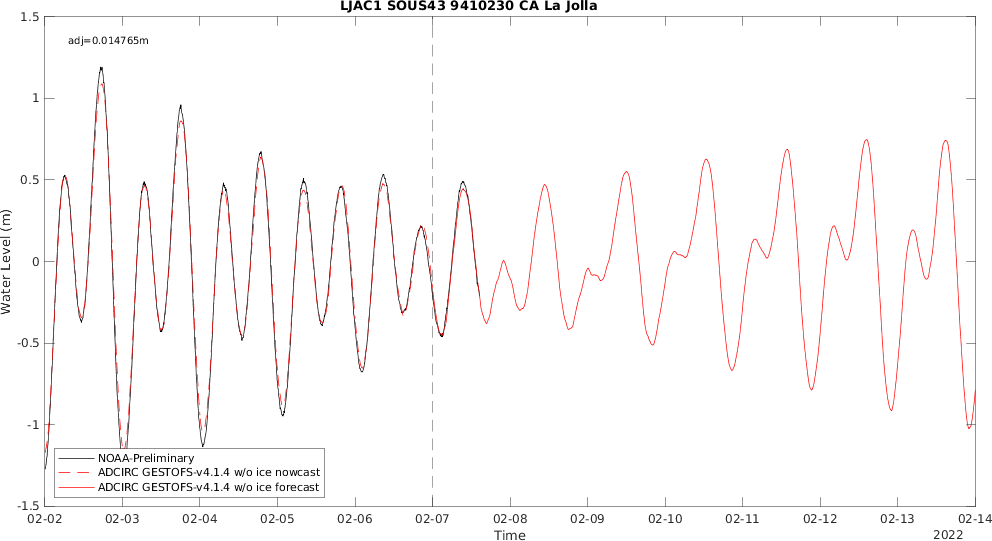 LJAC1 SOUS43 9410230 CA La Jolla
adj=0.014765m
1.5
1
0.5
0
-0.5
-1
-1.5
Water Level (m)
NOAA-Preliminary
ADCIRC GESTOFS-v4.1.4 w/o ice nowcast
ADCIRC GESTOFS-v4.1.4 w/o ice forecast
02-02 02-03 02-04 02-05 02-06 02-07 02-08 02-09 02-10 02-11 02-12 02-13 02-14
Time
2022